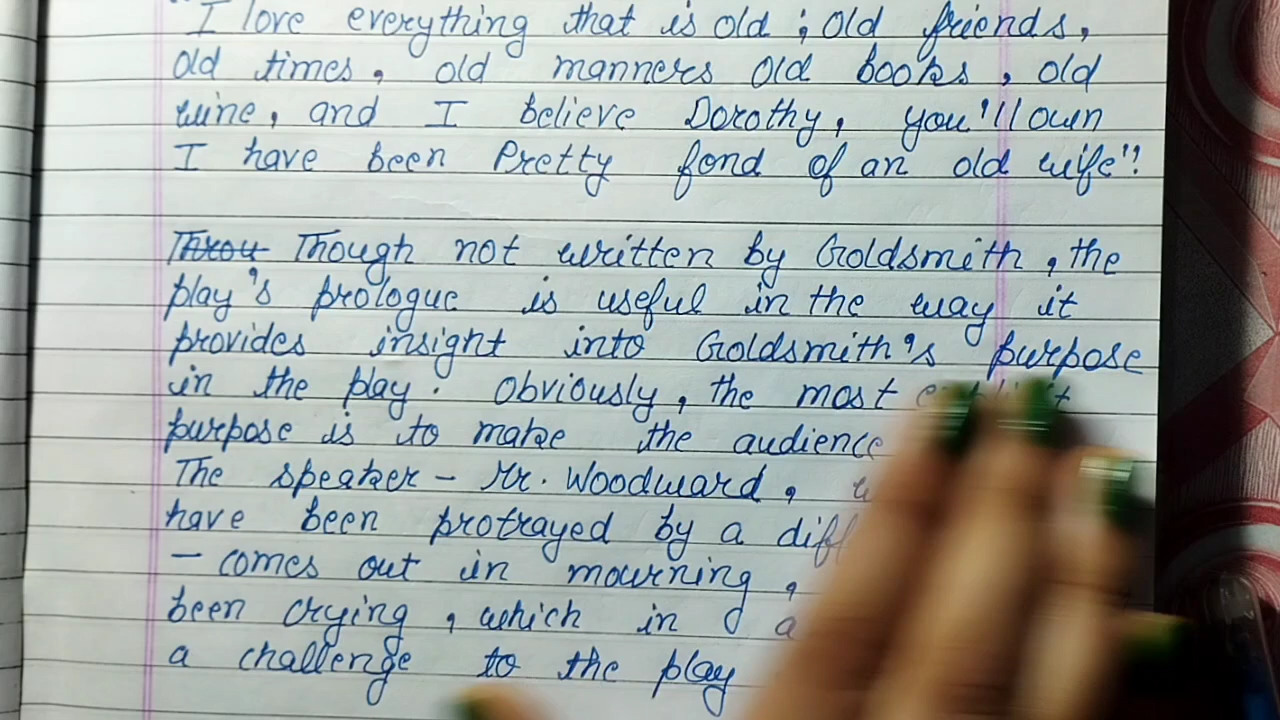 "I love everything that is old ; old friends,
old times, old manners old books, old
wine, and I believe Dorothy, you'll own
I have been Pretty fond of an old wife"!
Throu Though not written by Goldsmith, the
play's prologue is useful in the way it
provides insight into Goldsmith's purpose
in the play. Obviously, the most
purpose is to make the audience
The speaker - Mr. Woodward,
have been protrayed by a
- comes out in mourning,
been crying, which in
a challenge to the play